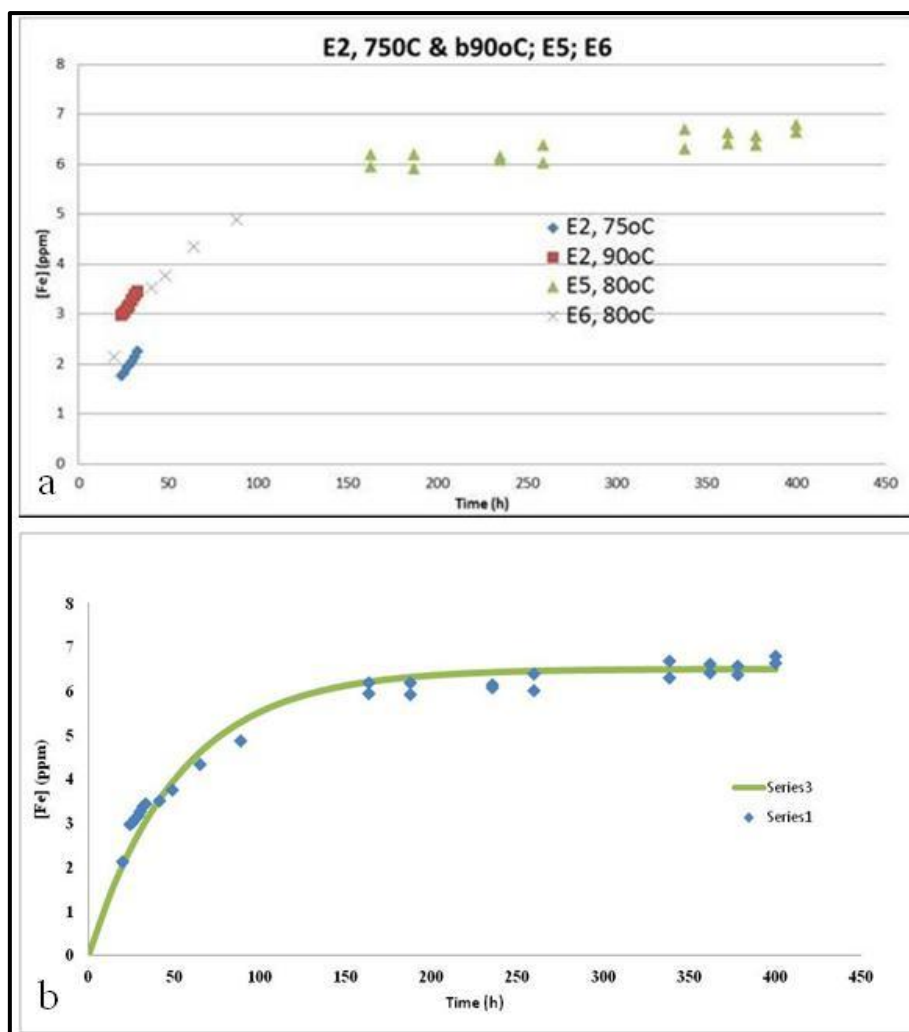 E2, 750C & b90oC; E5; E6
8
7
6
5
4
3
2
1
0
[Fe] (ppm)
E2, 75oC
E2, 90oC
E5, 80oC
E6, 80oC
0 50 100 150 200 250 300 350 400 450
Time (h)
a
8
7
6
5
4
3
2
1
0
[Fe] (ppm)
Series3
Series1
0 50 100 150 200 250 300 350 400 450
Time (h)
b